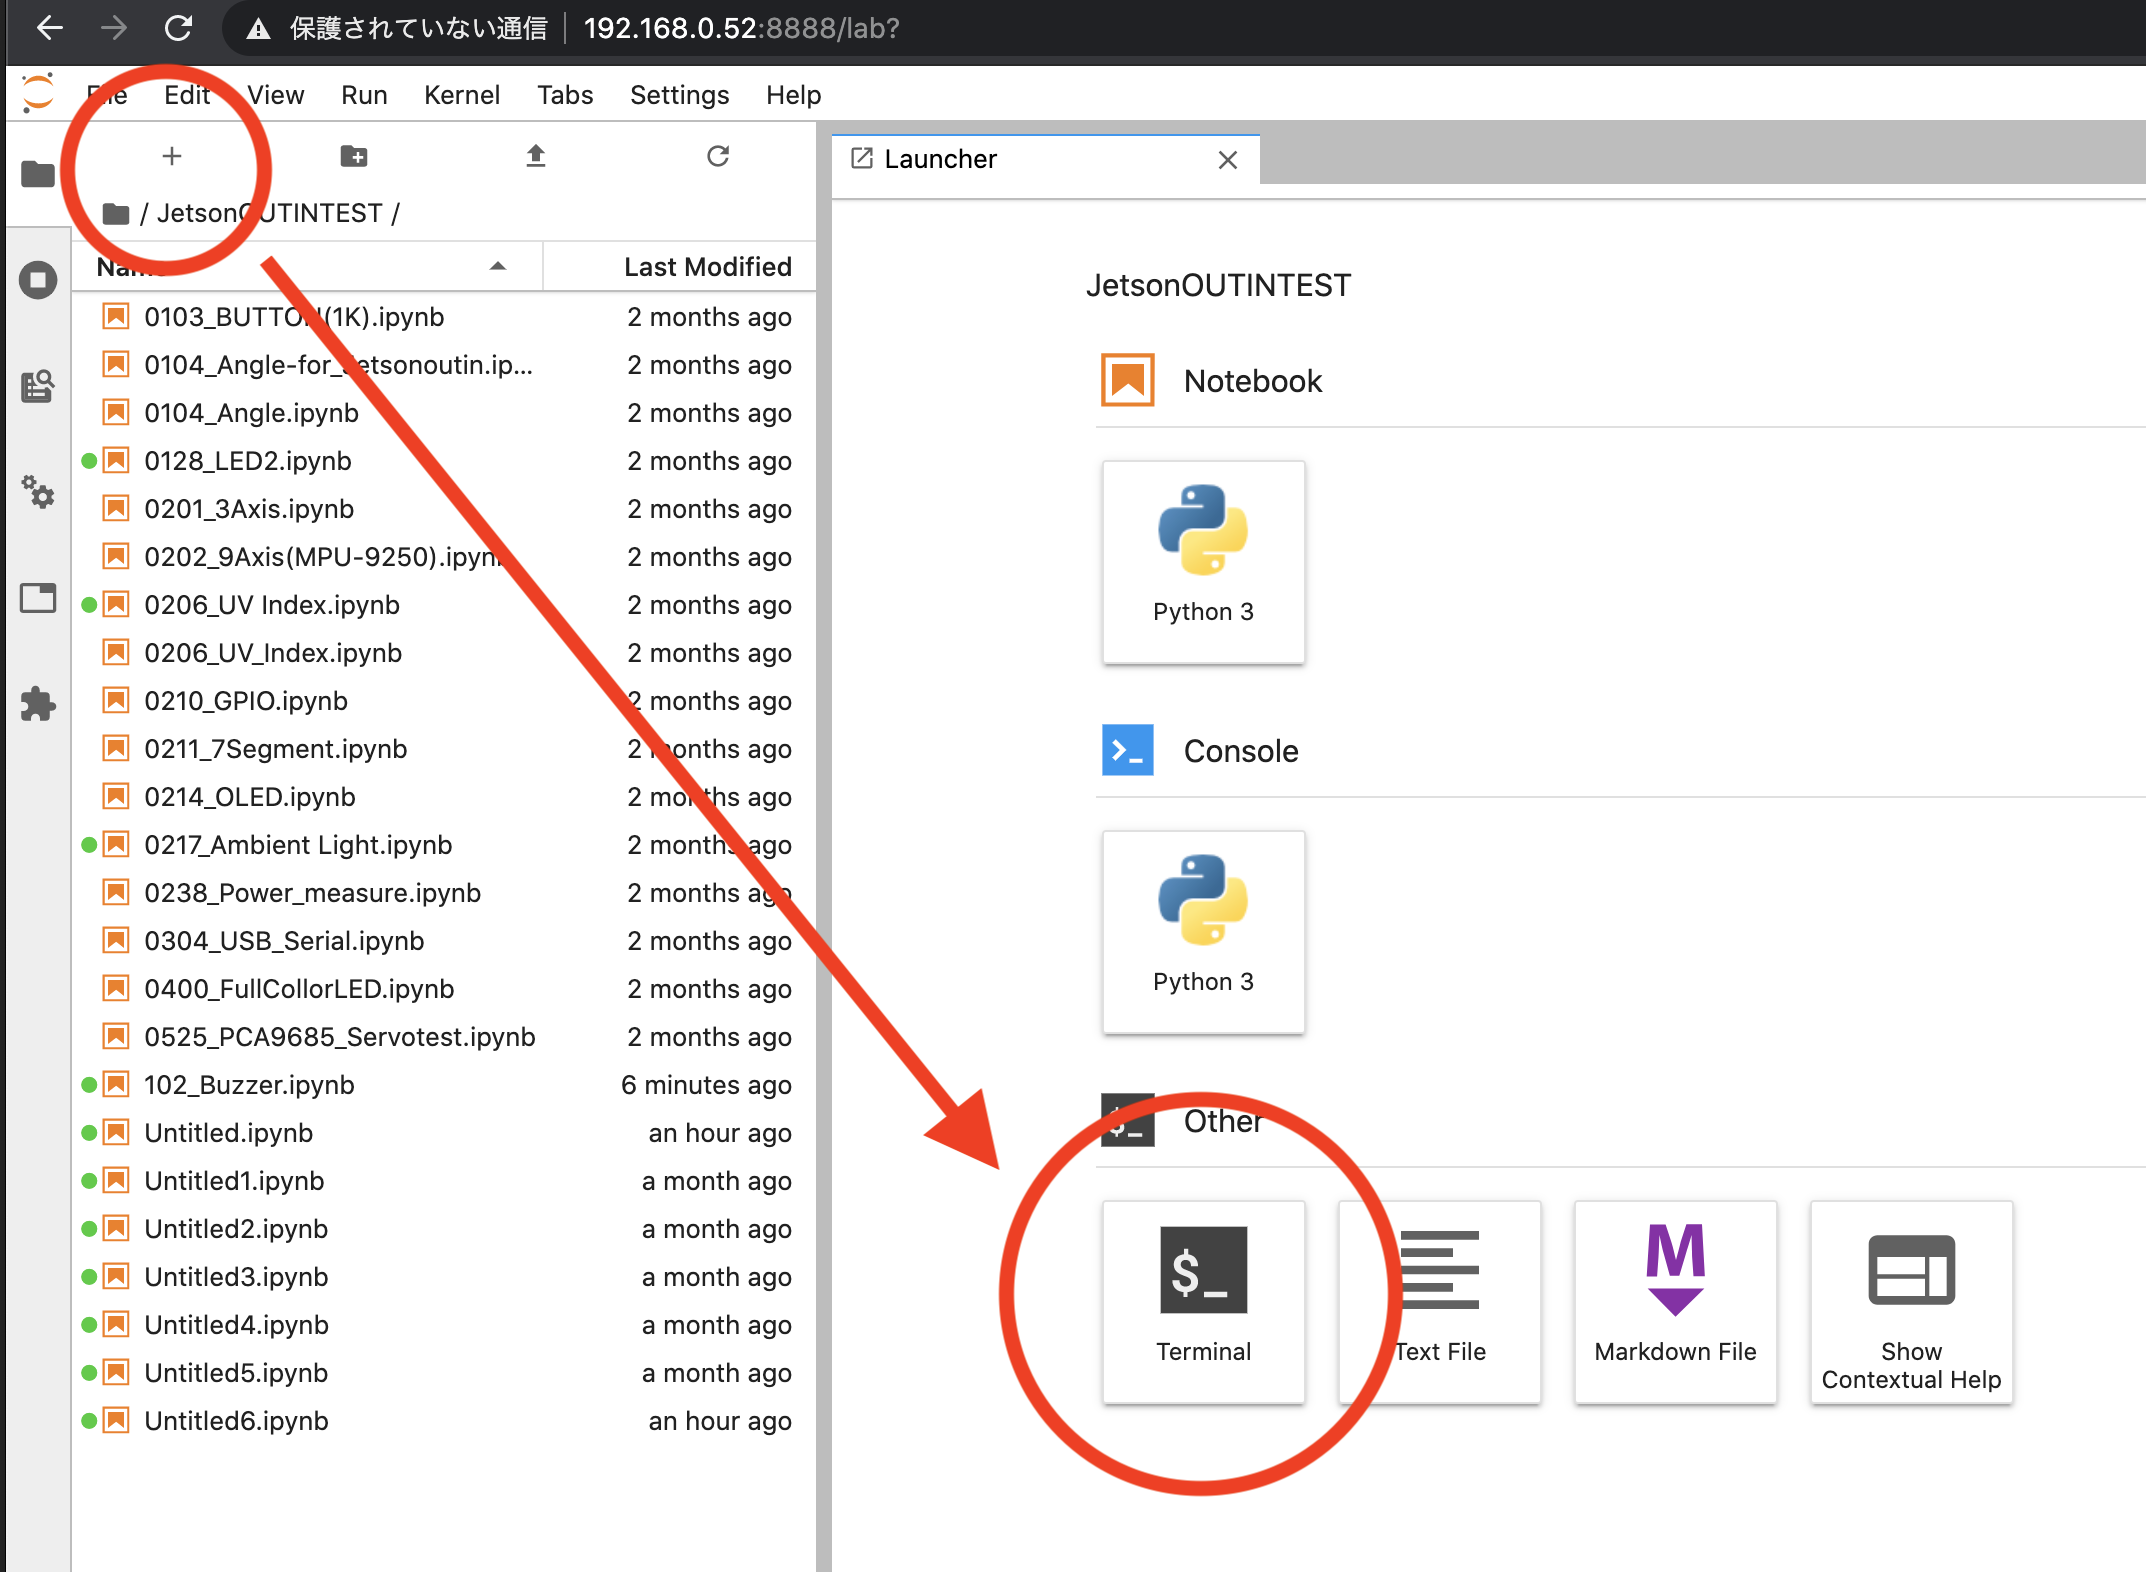 保護されていない通信 192.168.0.52:8888/lab?
File Edit View Run Kernel Tabs Settings Help
/ JetsonOUTINTEST /
Name Last Modified
0103_BUTTON(1K).ipynb 2 months ago
0104_Angle-for_Jetsonoutin.ip... 2 months ago
0104_Angle.ipynb 2 months ago
0128_LED2.ipynb 2 months ago
0201_3Axis.ipynb 2 months ago
0202_9Axis(MPU-9250).ipynb 2 months ago
0206_UV Index.ipynb 2 months ago
0206_UV_Index.ipynb 2 months ago
0210_GPIO.ipynb 2 months ago
0211_7Segment.ipynb 2 months ago
0214_OLED.ipynb 2 months ago
0217_Ambient Light.ipynb 2 months ago
0238_Power_measure.ipynb 2 months ago
0304_USB_Serial.ipynb 2 months ago
0400_FullCollorLED.ipynb 2 months ago
0525_PCA9685_Servotest.ipynb 2 months ago
102_Buzzer.ipynb 6 minutes ago
Untitled.ipynb an hour ago
Untitled1.ipynb a month ago
Untitled2.ipynb a month ago
Untitled3.ipynb a month ago
Untitled4.ipynb a month ago
Untitled5.ipynb a month ago
Untitled6.ipynb an hour ago
Launcher
JetsonOUTINTEST
Notebook
Python 3
Console
Python 3
$_ Other
$_
Terminal
Text File
M
Markdown File
Show
Contextual Help